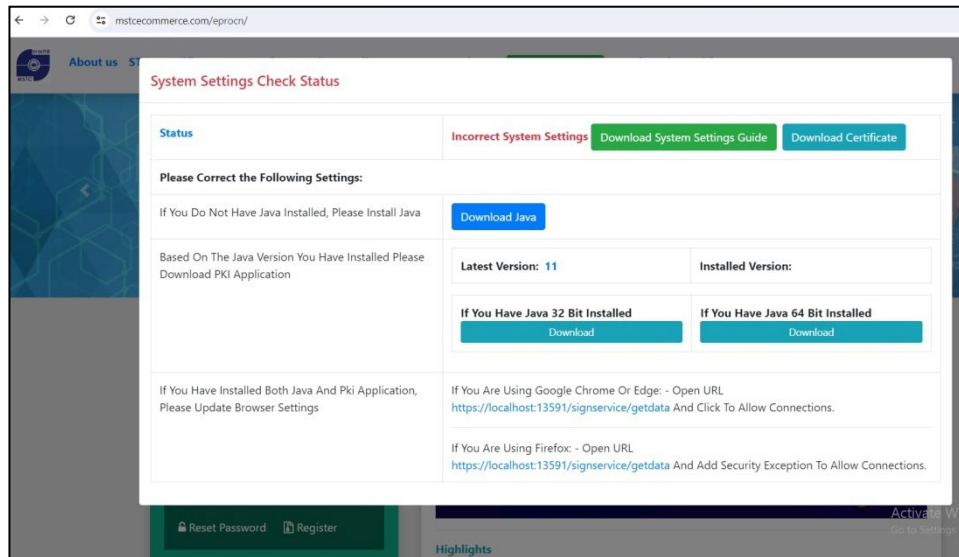 mstcecommerce.com/eprocn/
About us
System Settings Check Status
Status
Incorrect System Settings
Download System Settings Guide
Download Certificate
Please Correct the Following Settings:
If You Do Not Have Java Installed, Please Install Java
Download Java
Based On The Java Version You Have Installed Please
Download PKI Application
Latest Version: 11
Installed Version:
If You Have Java 32 Bit Installed
Download
If You Have Java 64 Bit Installed
Download
If You Have Installed Both Java And Pki Application,
Please Update Browser Settings
If You Are Using Google Chrome Or Edge: - Open URL
https://localhost:13591/signservice/getdata And Click To Allow Connections.
If You Are Using Firefox: - Open URL
https://localhost:13591/signservice/getdata And Add Security Exception To Allow Connections.
Reset Password
Register
Activate W
Go to Settings
Highlights